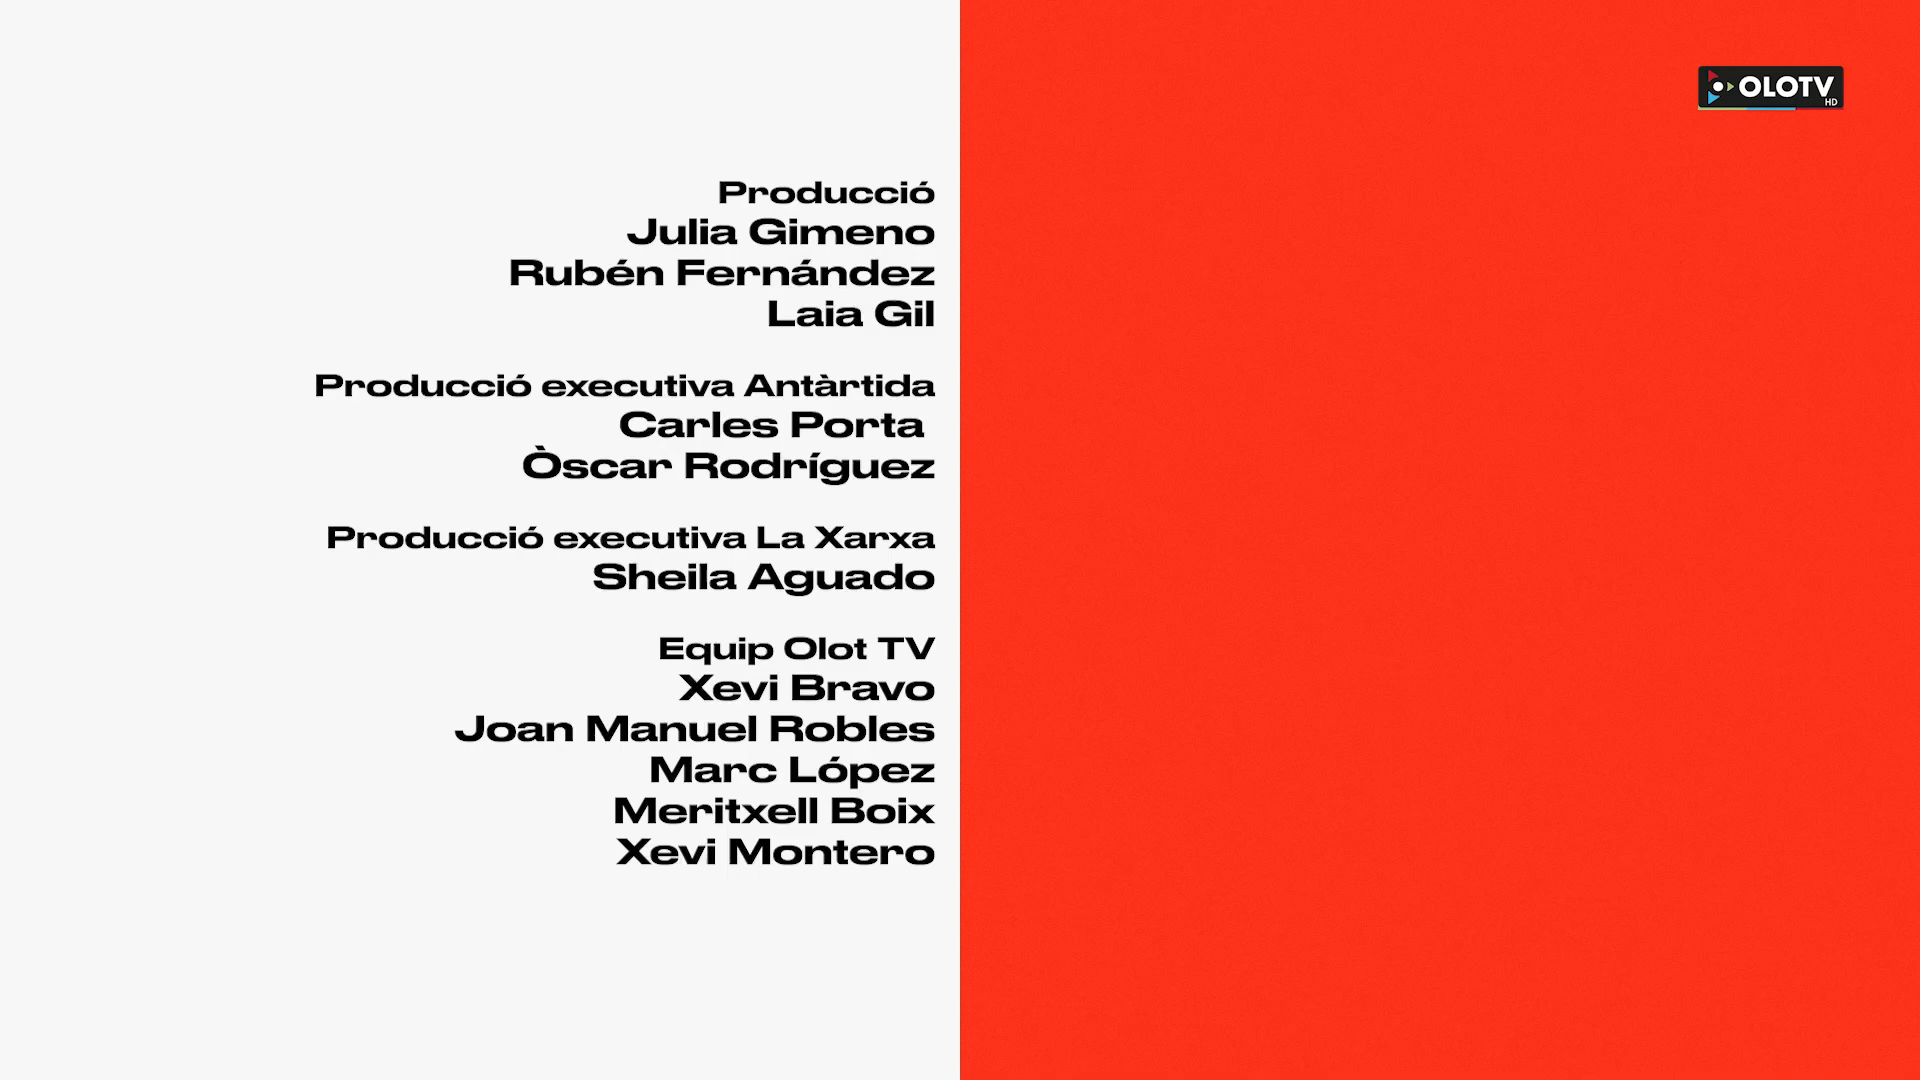 Producció
Julia Gimeno
Rubén Fernández
Laia Gil
Producció executiva Antàrtida
Carles Porta
Òscar Rodríguez
Producció executiva La Xarxa
Sheila Aguado
Equip Olot TV
Xevi Bravo
Joan Manuel Robles
Marc López
Meritxell Boix
Xevi Montero
OLOTV
HD